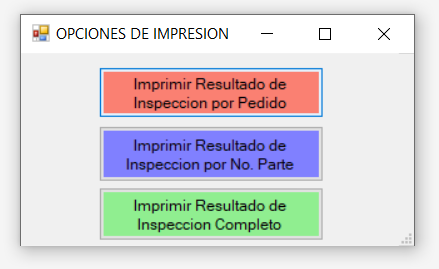 OPCIONES DE IMPRESION
Imprimir Resultado de
Inspeccion por Pedido
Imprimir Resultado de
Inspeccion por No. Parte
Imprimir Resultado de
Inspeccion Completo